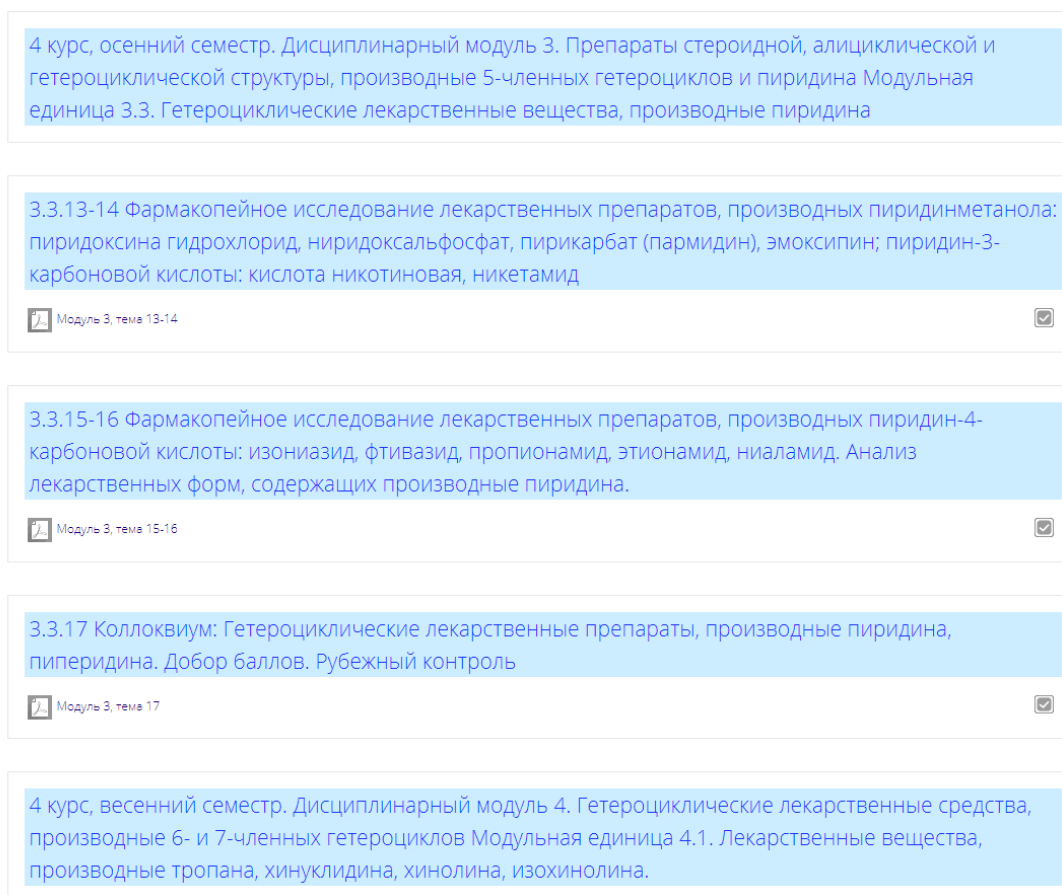 4 курс, осенний семестр. Дисциплинарный модуль 3. Препараты стероидной, алициклической и
гетероциклической структуры, производные 5-членных гетероциклов и пиридина Модульная
единица 3.3. Гетероциклические лекарственные вещества, производные пиридина
3.3.13-14 Фармакопейное исследование лекарственных препаратов, производных пиридинметанола:
пиридоксина гидрохлорид, ниридоксальфосфат, пирикарбат (пармидин), эмоксипин; пиридин-3-
карбоновой кислоты: кислота никотиновая, никетамид
Модуль 3, тема 13-14
3.3.15-16 Фармакопейное исследование лекарственных препаратов, производных пиридин-4-
карбоновой кислоты: изониазид, фтивазид, пропионамид, этионамид, ниаламид. Анализ
лекарственных форм, содержащих производные пиридина.
Модуль 3, тема 15-16
3.3.17 Коллоквиум: Гетероциклические лекарственные препараты, производные пиридина,
пиперидина. Добор баллов. Рубежный контроль
Модуль 3, тема 17
4 курс, весенний семестр. Дисциплинарный модуль 4. Гетероциклические лекарственные средства,
производные 6- и 7-членных гетероциклов Модульная единица 4.1. Лекарственные вещества,
производные тропана, хинуклидина, хинолина, изохинолина.